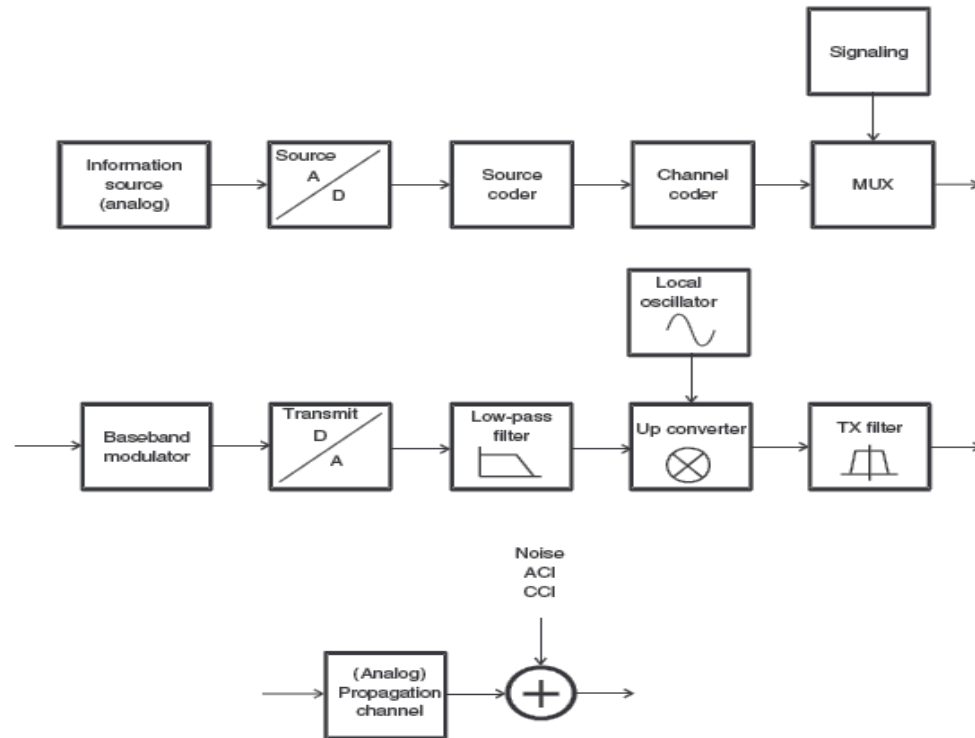 Signaling
Information
source
(analog)
Source
A
D
Source
coder
Channel
coder
MUX
Local
oscillator
Baseband
modulator
Transmit
D
A
Low-pass
filter
Up converter
TX filter
Noise
ACI
CCI
(Analog)
Propagation
channel